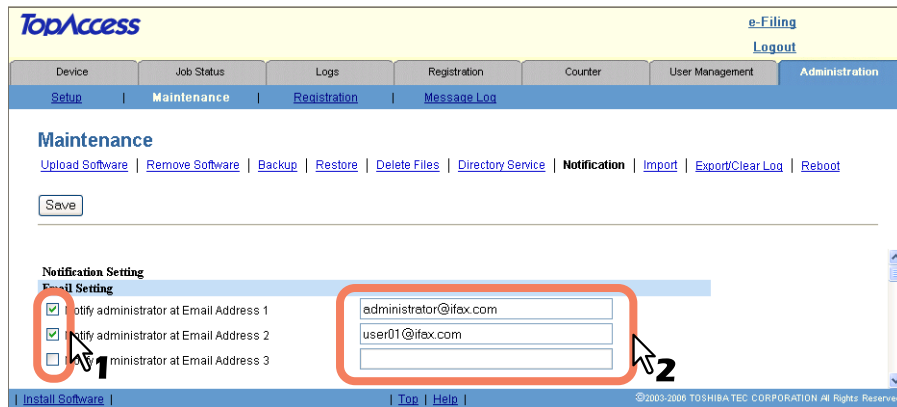 TopAccess
e-Filing
Logout
Device Job Status Logs Registration Counter User Management Administration
Setup | Maintenance | Registration | Message Log
Maintenance
Upload Software | Remove Software | Backup | Restore | Delete Files | Directory Service | Notification | Import | Export/Clear Log | Reboot
Save
Notification Setting
Email Setting
Notify administrator at Email Address 1 administrator@ifax.com
Notify administrator at Email Address 2 user01@ifax.com
Notify administrator at Email Address 3
1
2
| Install Software | | Top | Help | ©2003-2006 TOSHIBA TEC CORPORATION All Rights Reserve